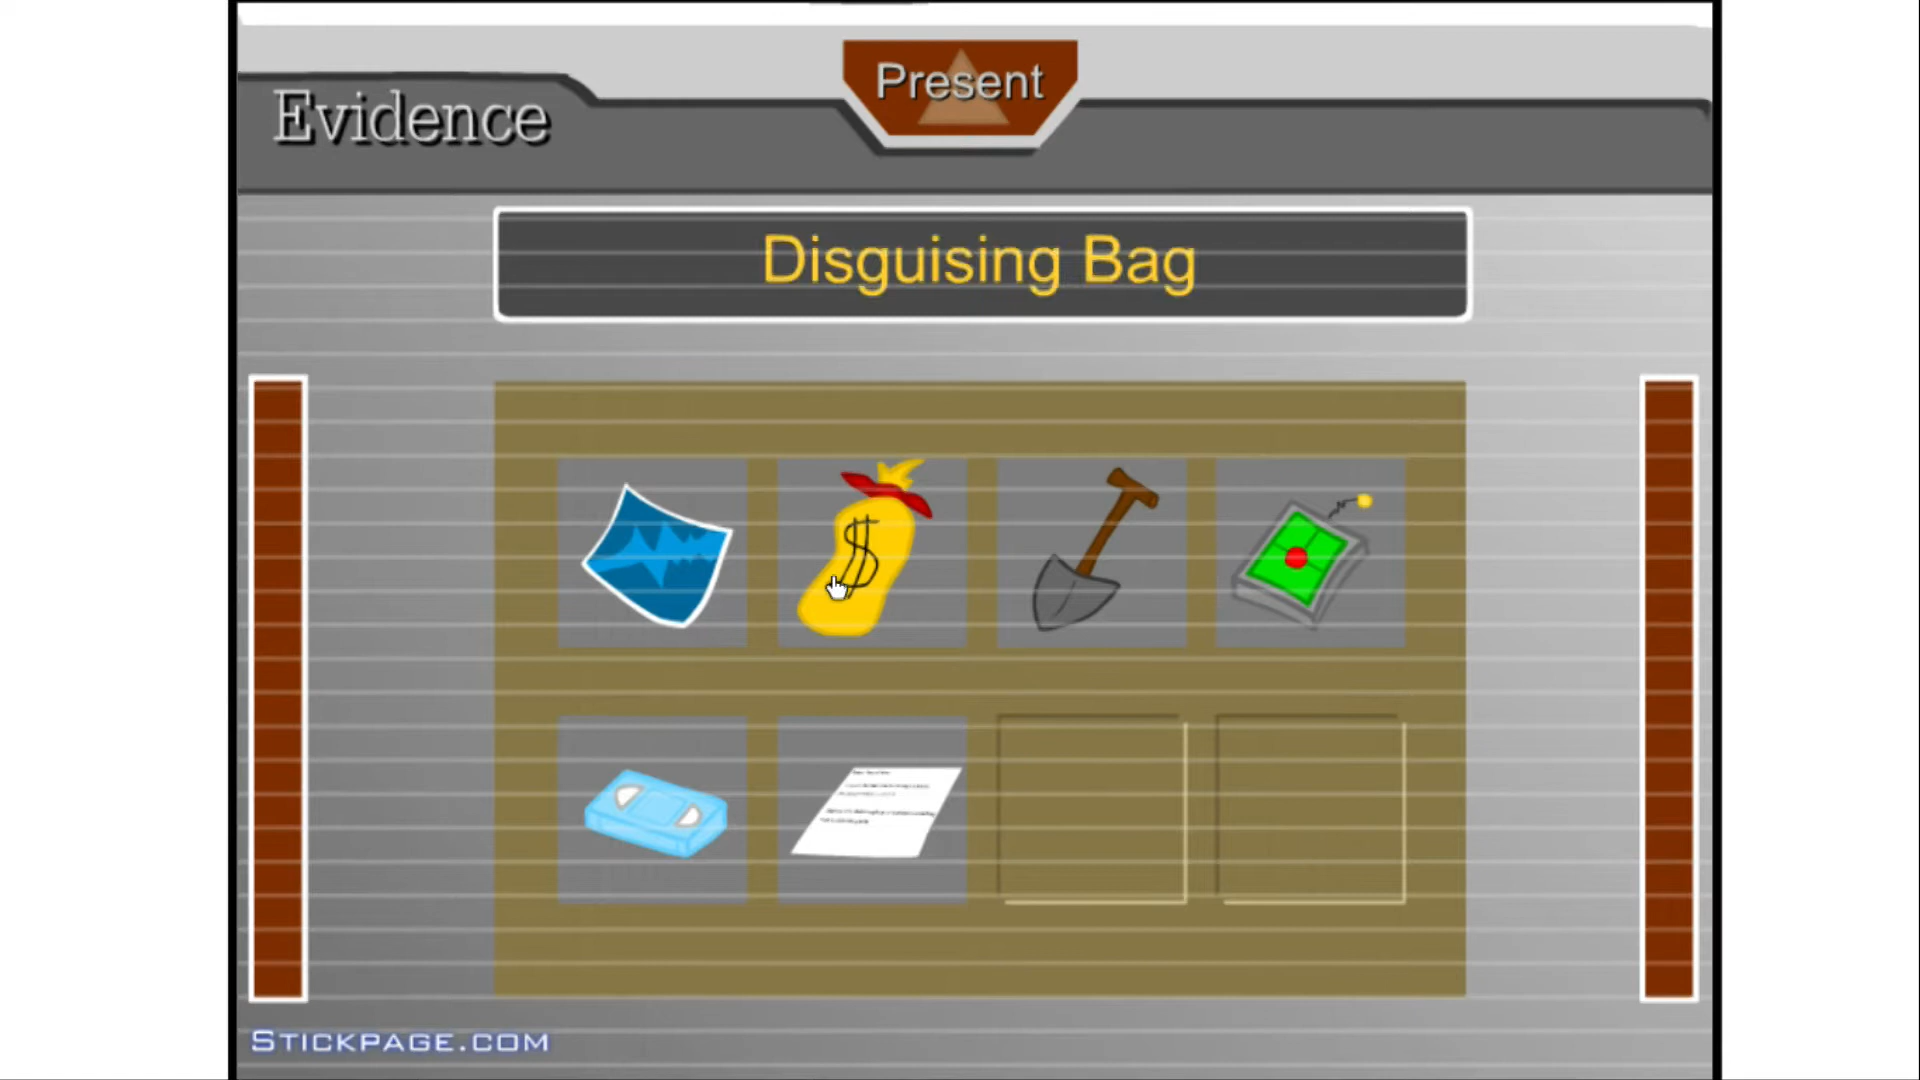 Present
Evidence
Disguising Bag
$
STICKPAGE.COM